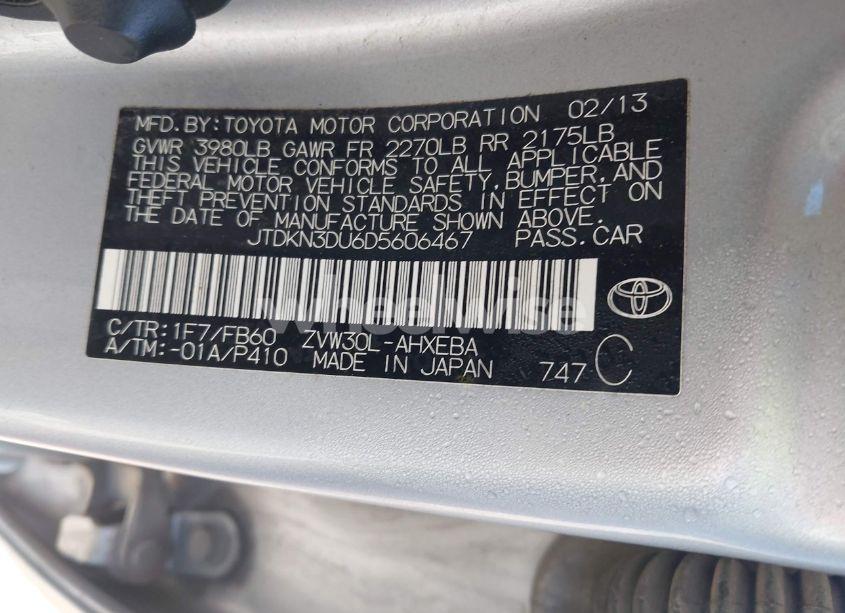 MFD.BY:TOYOTA MOTOR CORPORATION 02/13
GVWR 3980LB GAWR FR 2270LB RR 2175LB
THIS VEHICLE CONFORMS TO ALL APPLICABLE
FEDERAL MOTOR VEHICLE SAFETY,BUMPER,AND
THEFT PREVENTION STANDARDS IN EFFECT ON
THE DATE OF MANUFACTURE SHOWN ABOVE.
JTDKN3DU6D5606467 PASS.CAR
wheelwise
C/TR:1F7/FB60 ZVW30L-AHXEBA
A/TM:-01A/P410 MADE IN JAPAN 747 C